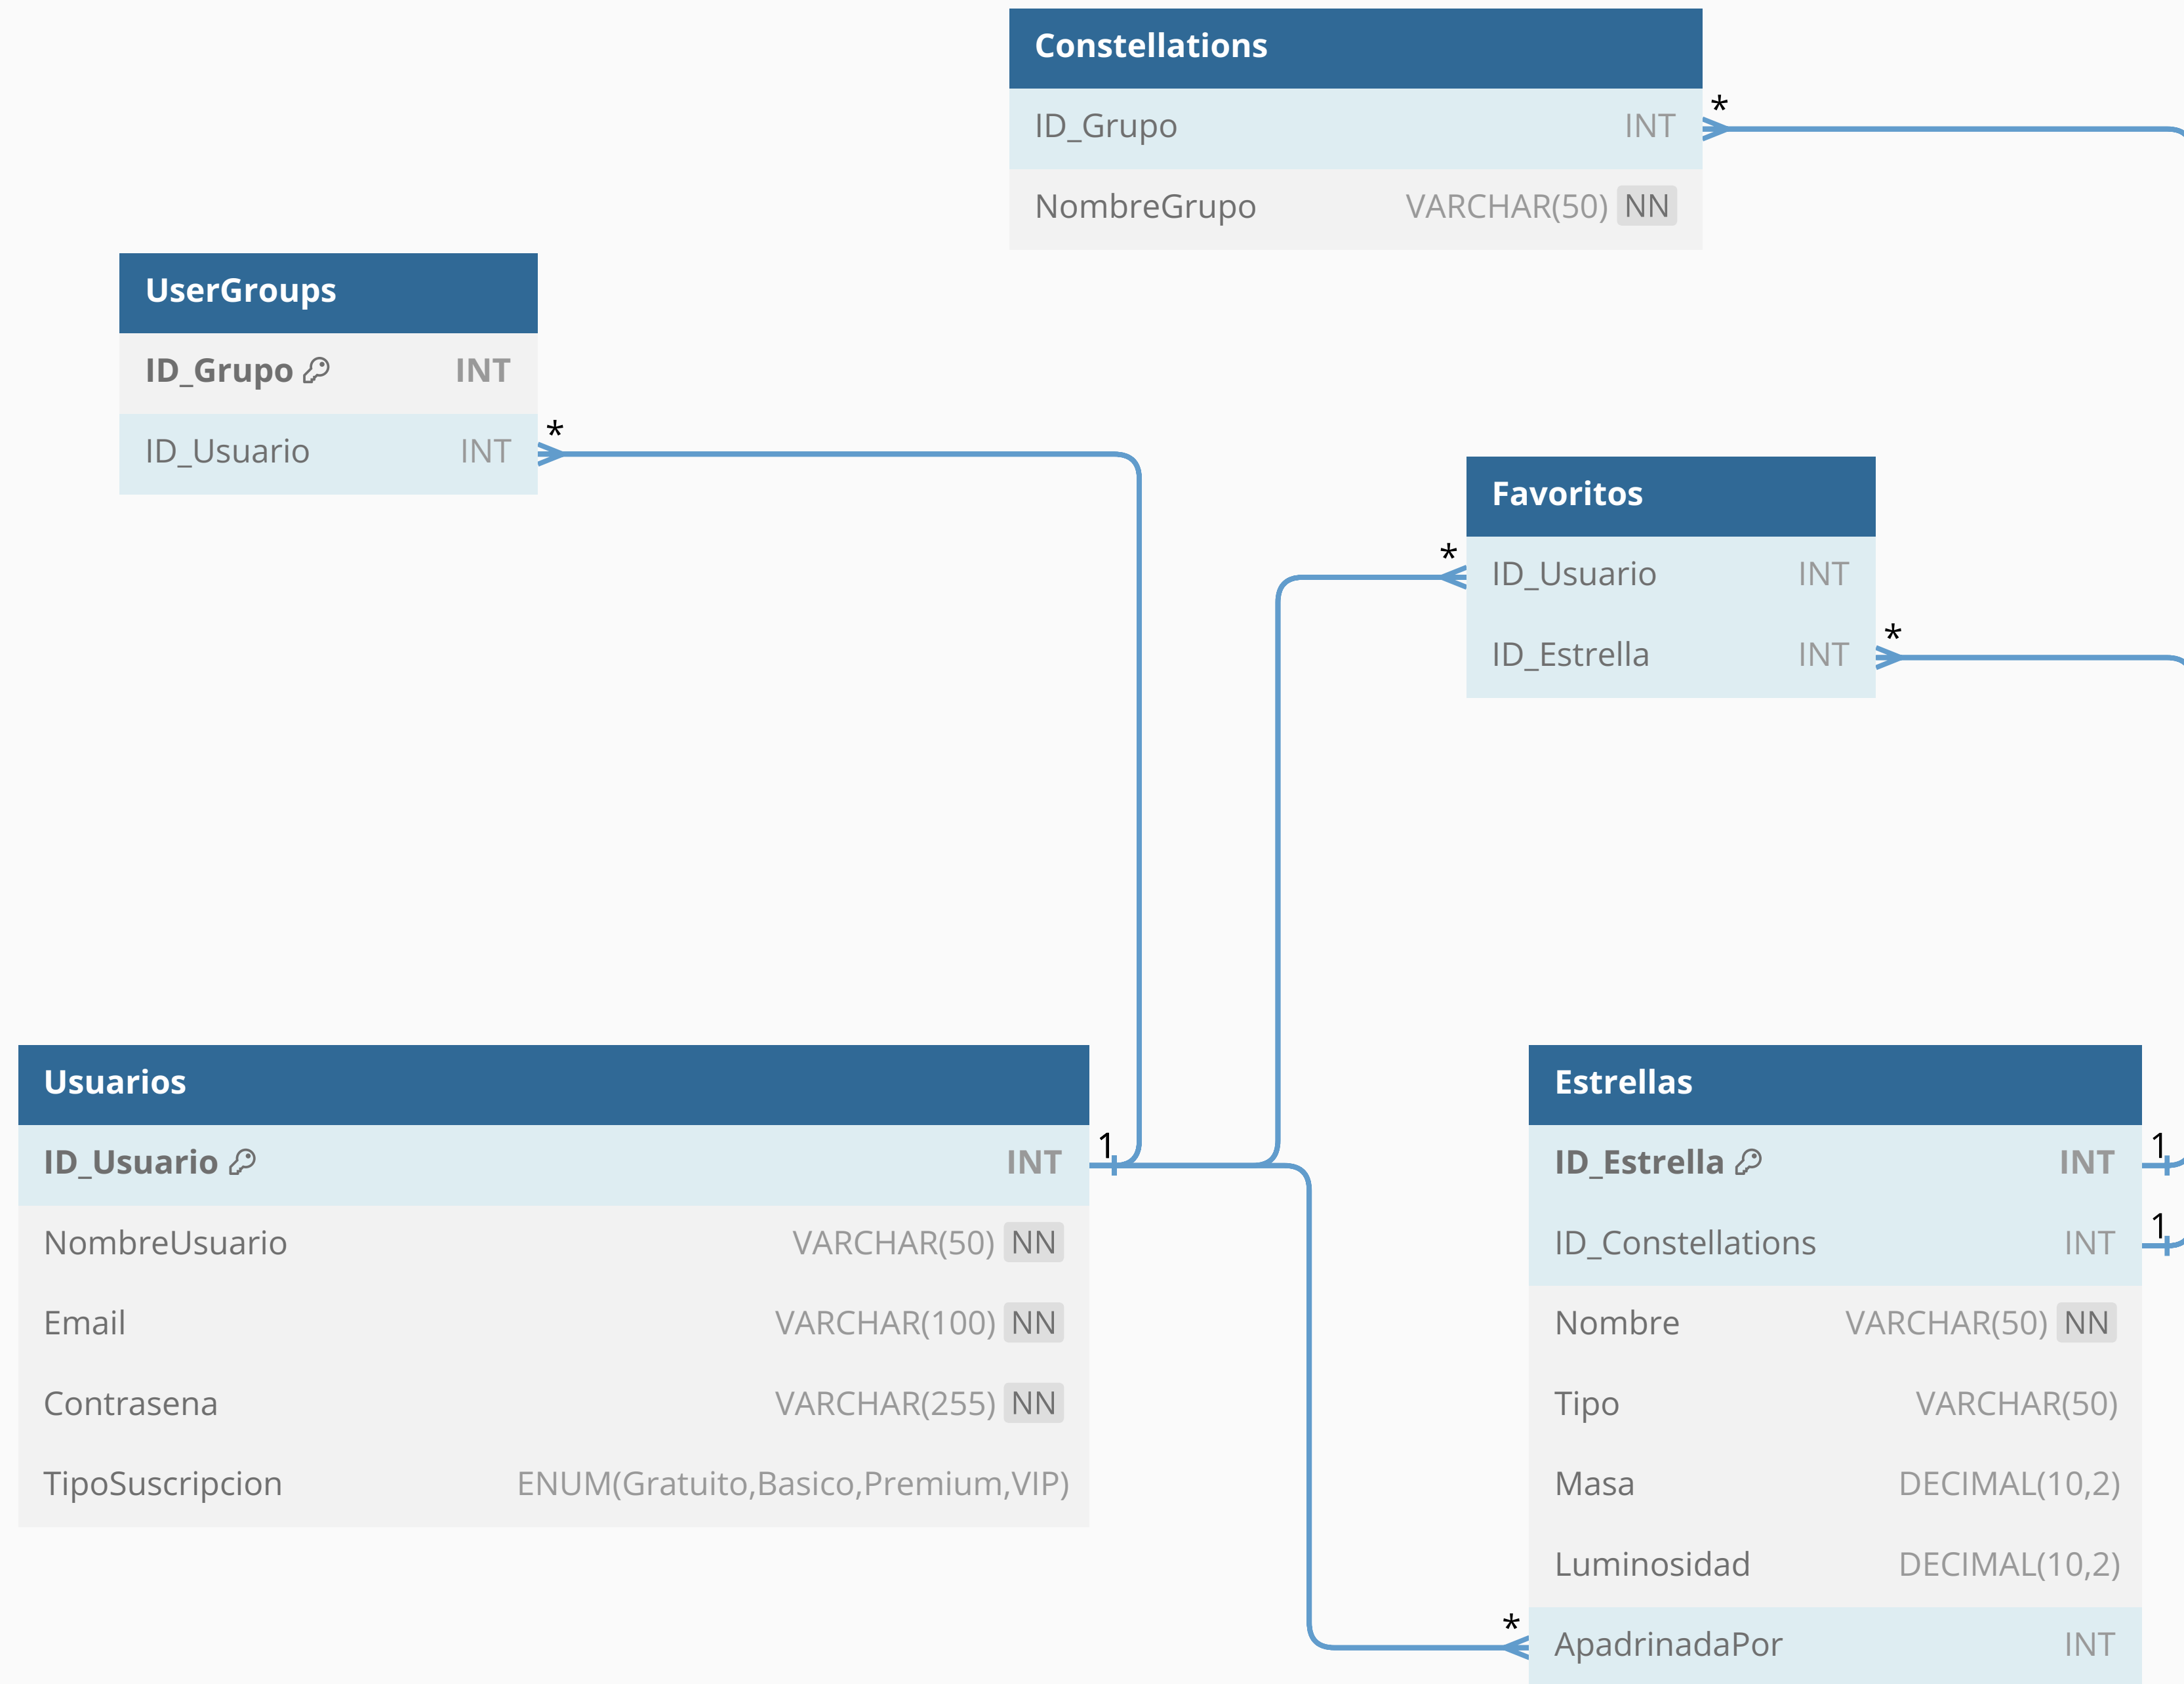 Constellations
ID_Grupo INT
*
NombreGrupo VARCHAR(50) NN
UserGroups
ID_Grupo INT
ID_Usuario INT
*
Favoritos
*
ID_Usuario INT
ID_Estrella INT
*
Usuarios
ID_Usuario INT
1
NombreUsuario VARCHAR(50) NN
Email VARCHAR(100) NN
Contrasena VARCHAR(255) NN
TipoSuscripcion ENUM(Gratuito,Basico,Premium,VIP)
Estrellas
ID_Estrella INT
1
ID_Constellations INT
1
Nombre VARCHAR(50) NN
Tipo VARCHAR(50)
Masa DECIMAL(10,2)
Luminosidad DECIMAL(10,2)
*
ApadrinadaPor INT